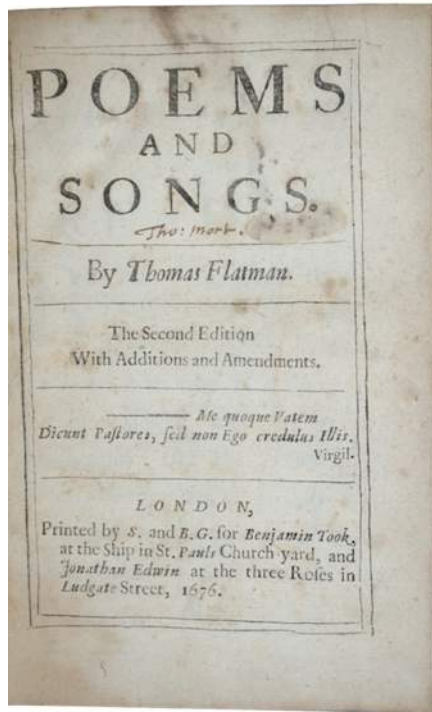 POEMS
AND
SONGS.
Tho: Mort.
By Thomas Flatman.
The Second Edition
With Additions and Amendments.
Me quoque Vatem
Dicunt Paſtores, ſed non Ego credulus Illis.
Virgil.
LONDON,
Printed by S. and B. G. for Benjamin Took,
at the Ship in St. Pauls Church-yard, and
Jonathan Edwin at the three Roſes in
Ludgate Street, 1676.